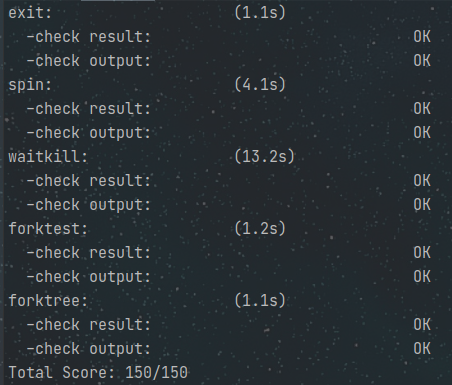 exit:                    (1.1s)
  -check result:                             OK
  -check output:                             OK
spin:                    (4.1s)
  -check result:                             OK
  -check output:                             OK
waitkill:                (13.2s)
  -check result:                             OK
  -check output:                             OK
forktest:                (1.2s)
  -check result:                             OK
  -check output:                             OK
forktree:                (1.1s)
  -check result:                             OK
  -check output:                             OK
Total Score: 150/150